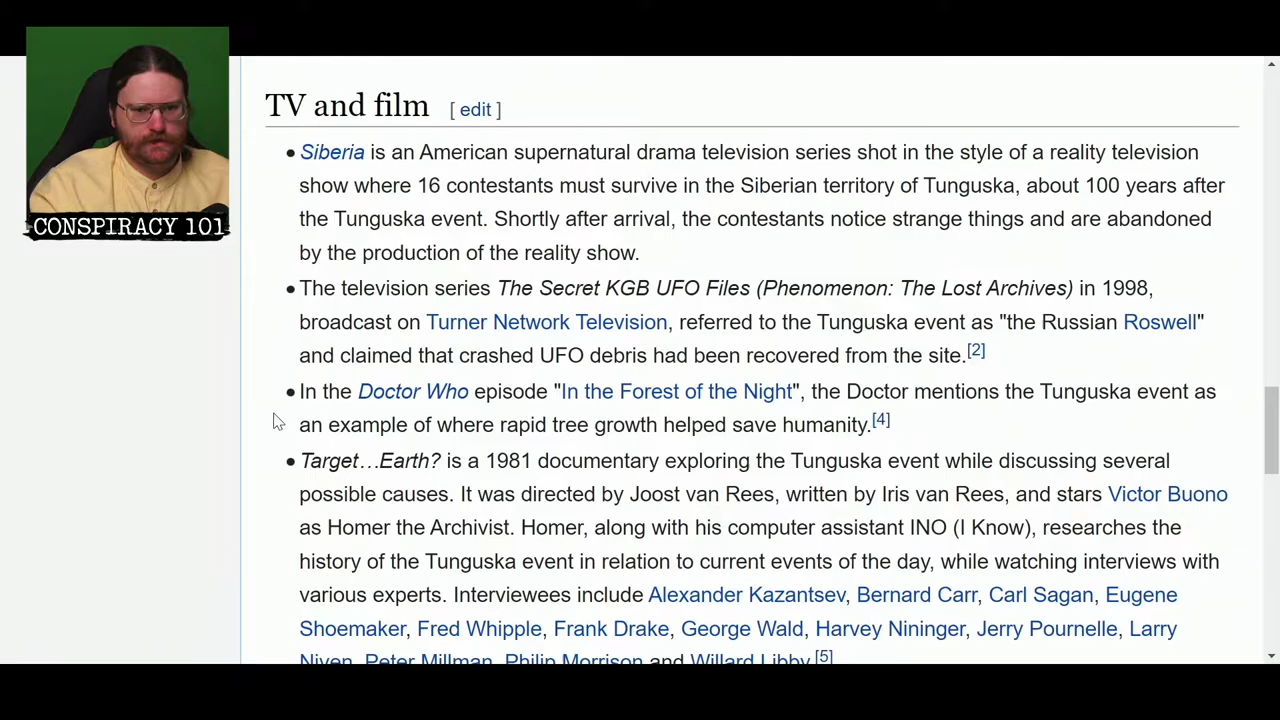 CONSPIRACY 101
TV and film [ edit ]
• Siberia is an American supernatural drama television series shot in the style of a reality television
show where 16 contestants must survive in the Siberian territory of Tunguska, about 100 years after
the Tunguska event. Shortly after arrival, the contestants notice strange things and are abandoned
by the production of the reality show.
• The television series The Secret KGB UFO Files (Phenomenon: The Lost Archives) in 1998,
broadcast on Turner Network Television, referred to the Tunguska event as "the Russian Roswell"
and claimed that crashed UFO debris had been recovered from the site.[2]
• In the Doctor Who episode "In the Forest of the Night", the Doctor mentions the Tunguska event as
an example of where rapid tree growth helped save humanity.[4]
• Target…Earth? is a 1981 documentary exploring the Tunguska event while discussing several
possible causes. It was directed by Joost van Rees, written by Iris van Rees, and stars Victor Buono
as Homer the Archivist. Homer, along with his computer assistant INO (I Know), researches the
history of the Tunguska event in relation to current events of the day, while watching interviews with
various experts. Interviewees include Alexander Kazantsev, Bernard Carr, Carl Sagan, Eugene
Shoemaker, Fred Whipple, Frank Drake, George Wald, Harvey Nininger, Jerry Pournelle, Larry
Niven, Peter Millman, Philip Morrison and Willard Libby.[5]